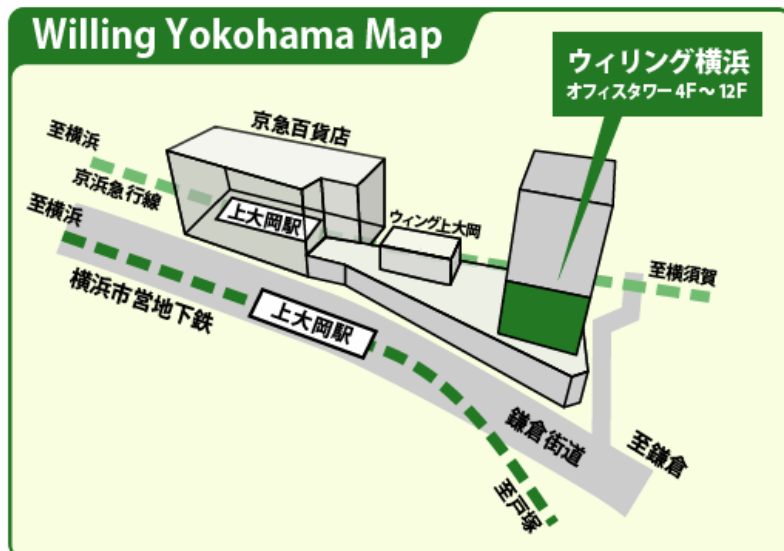 Willing Yokohama Map
ウィリング横浜
オフィスタワー 4F〜12F
京急百貨店
至横浜
京浜急行線
上大岡駅
ウィング上大岡
至横須賀
至横浜
横浜市営地下鉄
上大岡駅
鎌倉街道
至鎌倉
至戸塚